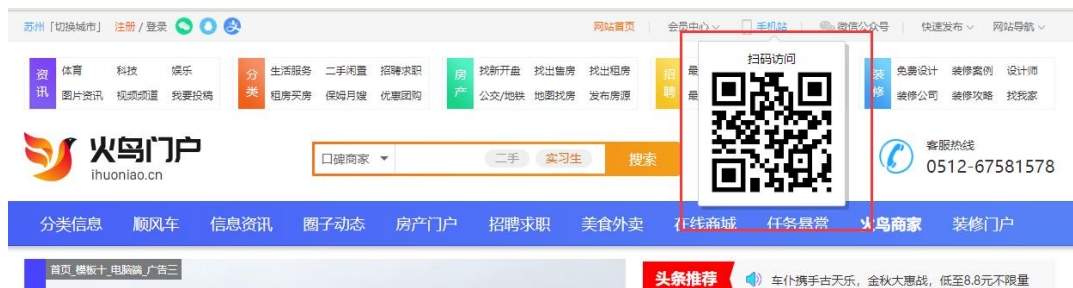 苏州「切换城市」 注册 / 登录 网站首页 会员中心 手机站 微信公众号 快速发布 网站导航
扫码访问
资讯 体育 科技 娱乐
图片资讯 视频频道 我要投稿
分类 生活服务 二手闲置 招聘求职
租房买房 保姆月嫂 优惠团购
房产 找新开盘 找出售房 找出租房
公交/地铁 地图找房 发布房源
招聘 最
最
装修 免费设计 装修案例 设计师
装修公司 装修攻略 找我家
火鸟门户
ihuoniao.cn
口碑商家 二手 实习生 搜索
客服热线
0512-67581578
分类信息 顺风车 信息资讯 圈子动态 房产门户 招聘求职 美食外卖 在线商城 任务悬赏 火鸟商家 装修门户
首页_模板十_电脑端_广告三
头条推荐 车仆携手古天乐，金秋大惠战，低至8.8元不限量